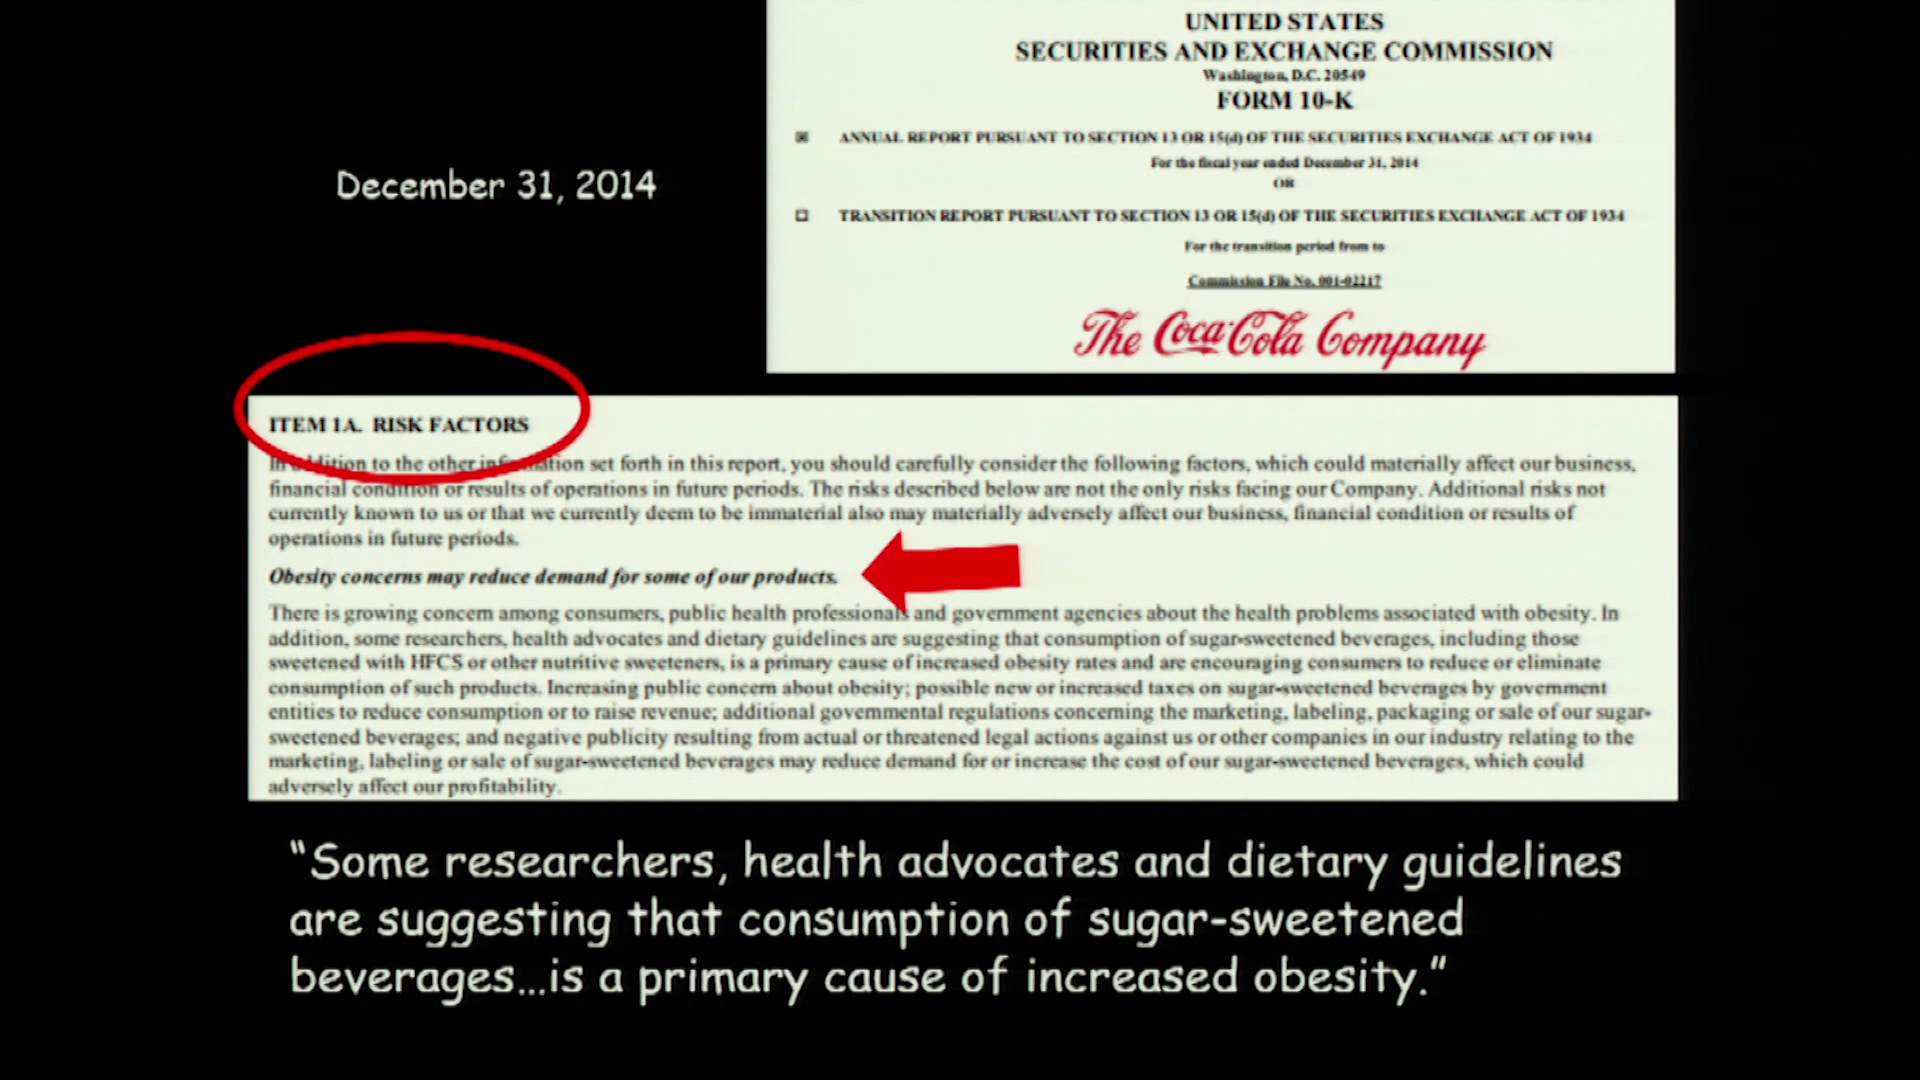 UNITED STATES
SECURITIES AND EXCHANGE COMMISSION
Washington, D.C. 20549
FORM 10-K
☒ ANNUAL REPORT PURSUANT TO SECTION 13 OR 15(d) OF THE SECURITIES EXCHANGE ACT OF 1934
For the fiscal year ended December 31, 2014
OR
☐ TRANSITION REPORT PURSUANT TO SECTION 13 OR 15(d) OF THE SECURITIES EXCHANGE ACT OF 1934
For the transition period from to
Commission File No. 001-02217
The Coca-Cola Company
December 31, 2014
ITEM 1A. RISK FACTORS
In addition to the other information set forth in this report, you should carefully consider the following factors, which could materially affect our business,
financial condition or results of operations in future periods. The risks described below are not the only risks facing our Company. Additional risks not
currently known to us or that we currently deem to be immaterial also may materially adversely affect our business, financial condition or results of
operations in future periods.
Obesity concerns may reduce demand for some of our products.
There is growing concern among consumers, public health professionals and government agencies about the health problems associated with obesity. In
addition, some researchers, health advocates and dietary guidelines are suggesting that consumption of sugar-sweetened beverages, including those
sweetened with HFCS or other nutritive sweeteners, is a primary cause of increased obesity rates and are encouraging consumers to reduce or eliminate
consumption of such products. Increasing public concern about obesity; possible new or increased taxes on sugar-sweetened beverages by government
entities to reduce consumption or to raise revenue; additional governmental regulations concerning the marketing, labeling, packaging or sale of our sugar-
sweetened beverages; and negative publicity resulting from actual or threatened legal actions against us or other companies in our industry relating to the
marketing, labeling or sale of sugar-sweetened beverages may reduce demand for or increase the cost of our sugar-sweetened beverages, which could
adversely affect our profitability.
"Some researchers, health advocates and dietary guidelines
are suggesting that consumption of sugar-sweetened
beverages...is a primary cause of increased obesity."